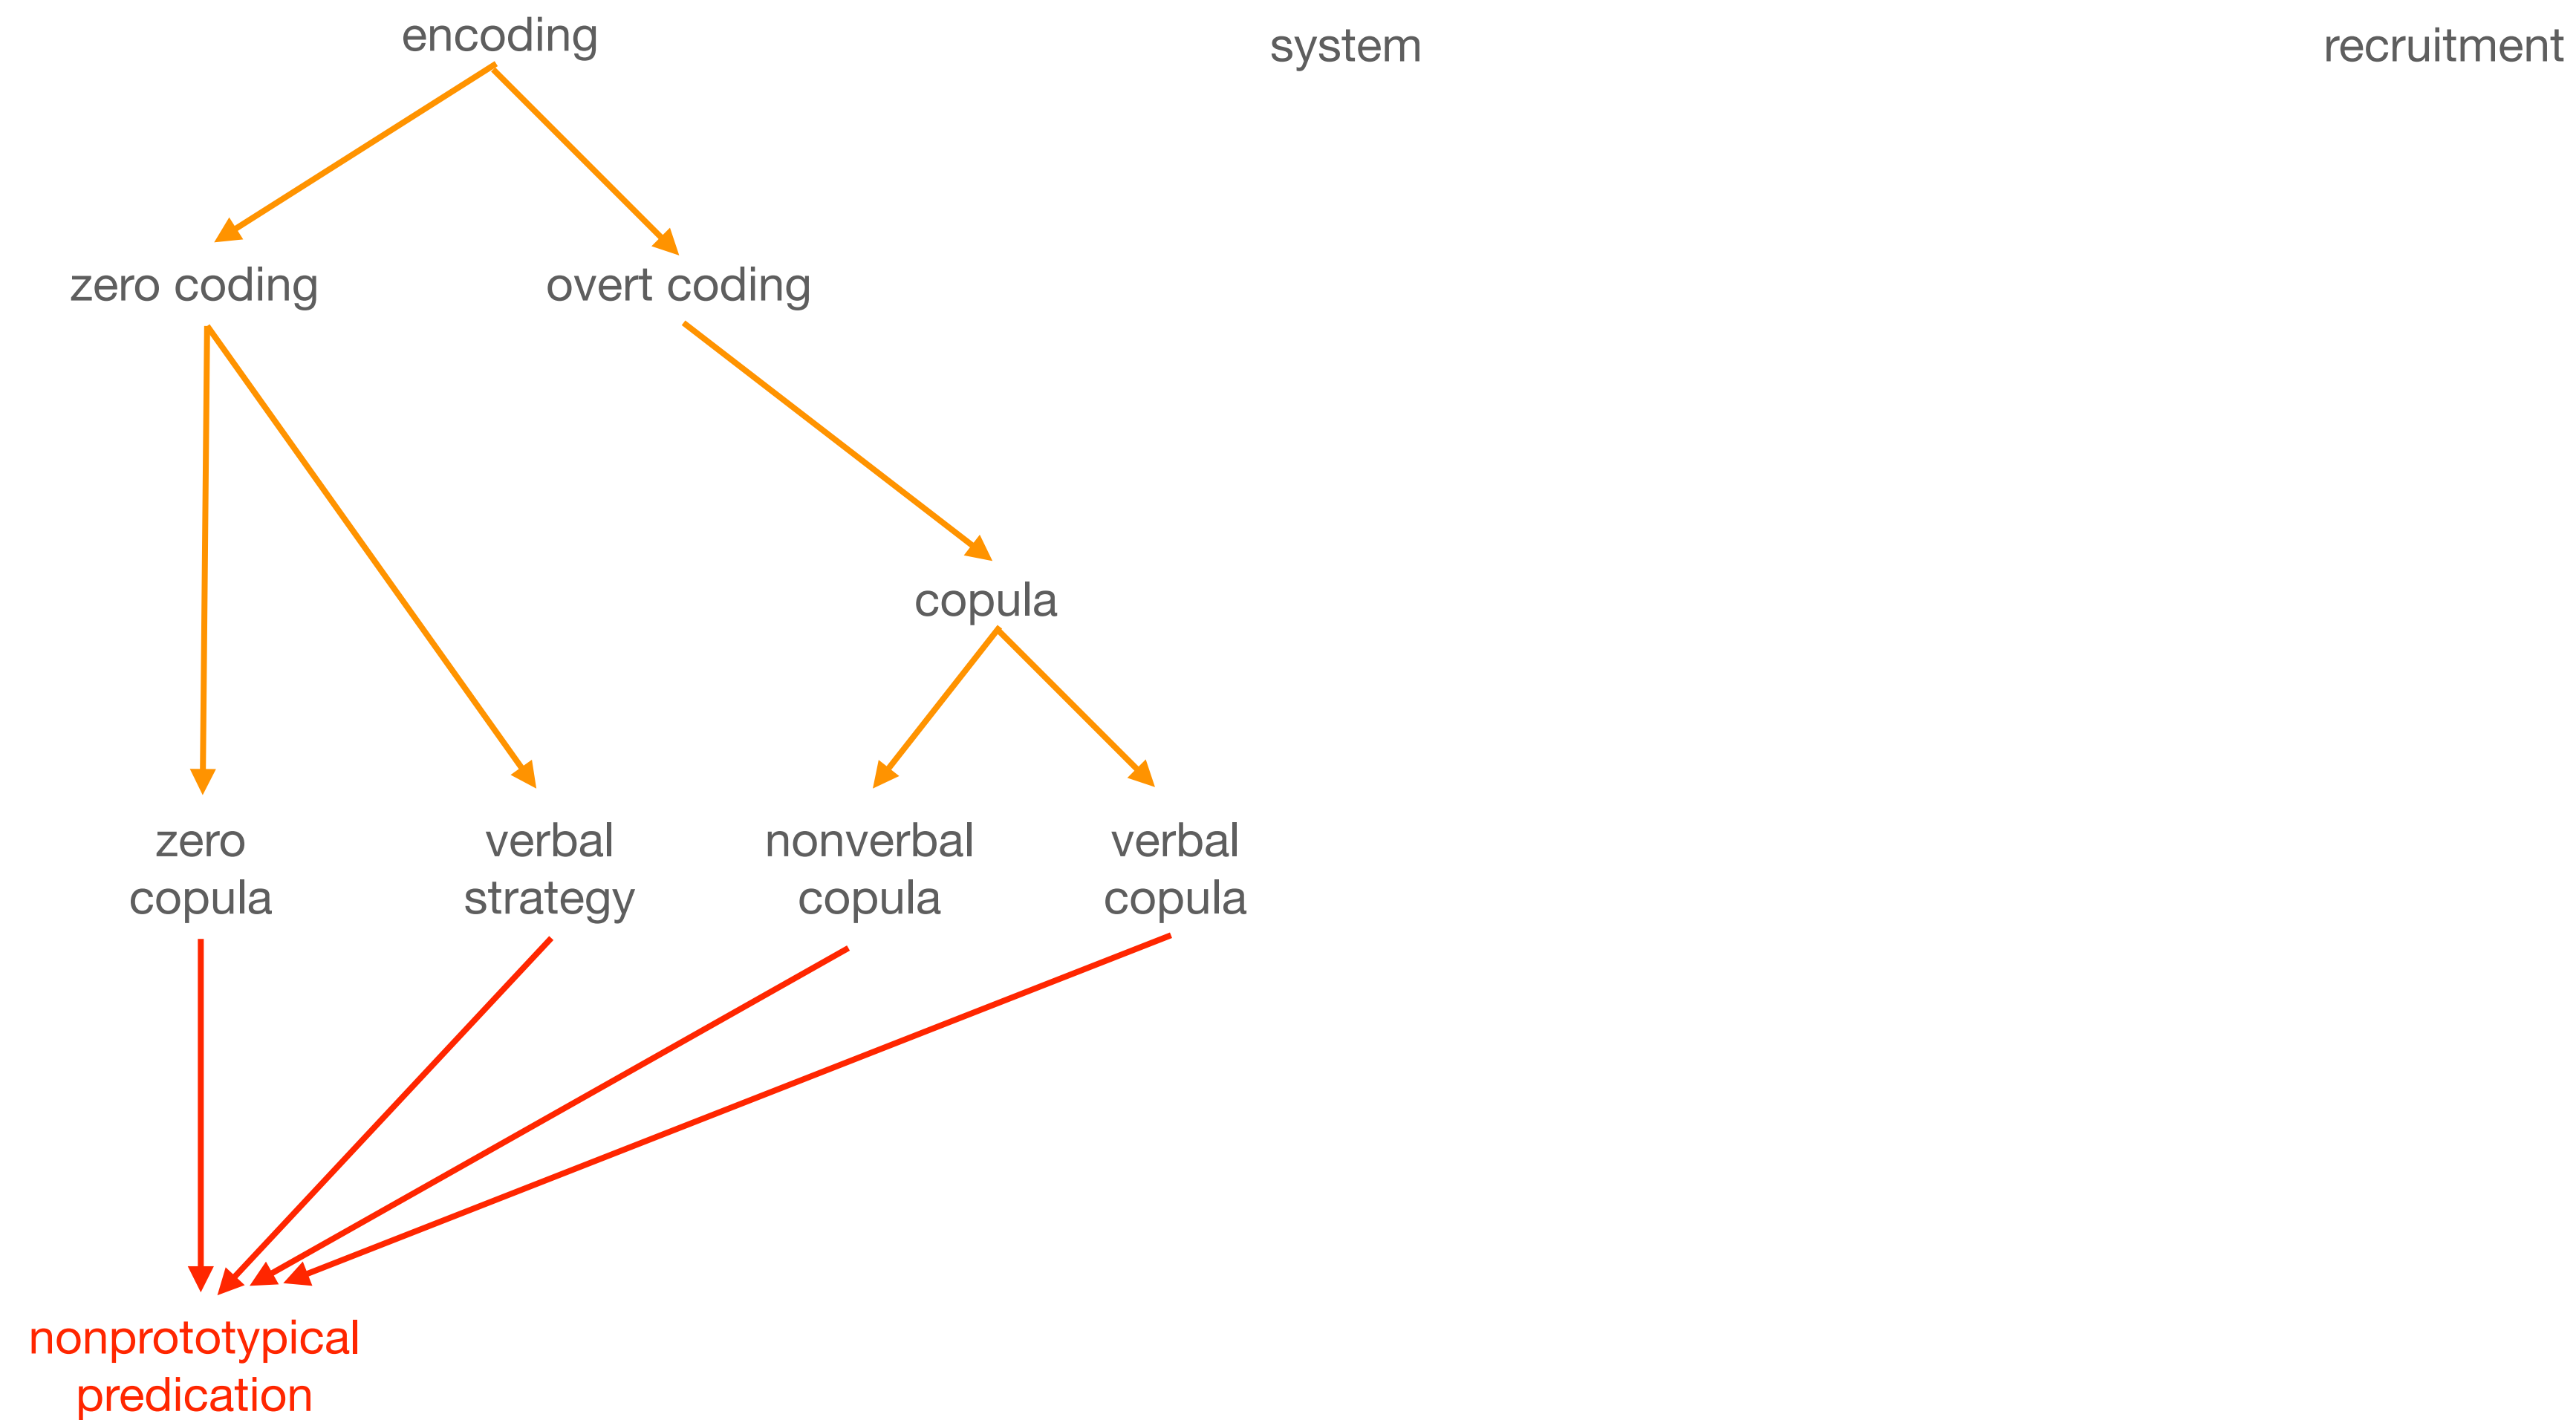 encoding
system
recruitment
zero coding
overt coding
copula
zero
copula
verbal
strategy
nonverbal
copula
verbal
copula
nonprototypical
predication